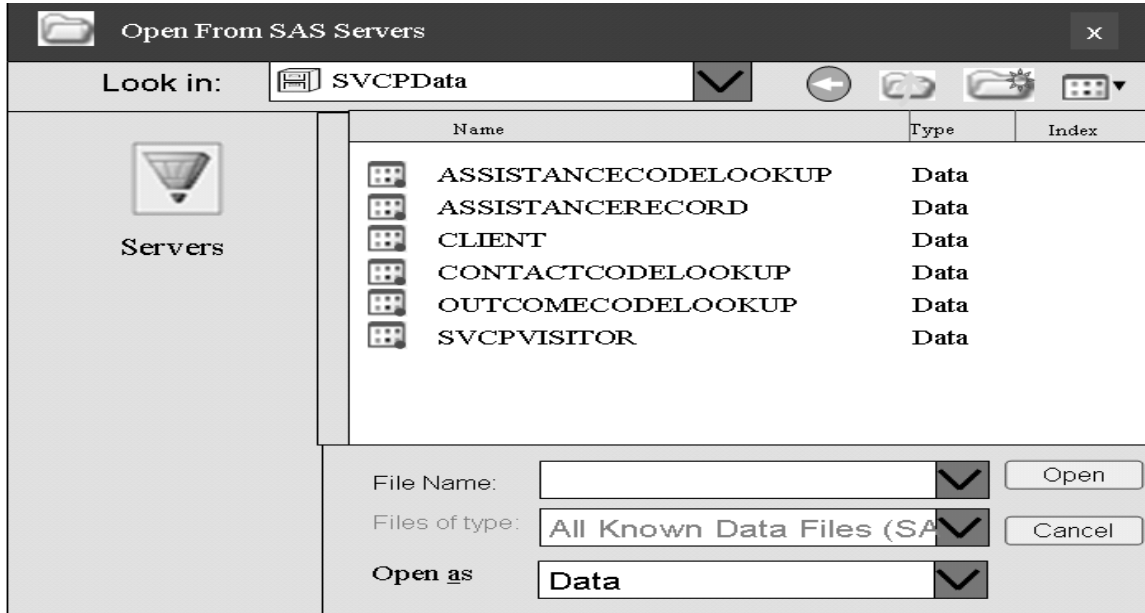 Open From SAS Servers x
Look in: SVCPData
Name Type Index
ASSISTANCECODELOOKUP Data
ASSISTANCERECORD Data
Servers
CLIENT Data
CONTACTCODELOOKUP Data
OUTCOMECODELOOKUP Data
SVCPVISITOR Data
File Name: Open
Files of type: All Known Data Files (SA Cancel
Open as Data